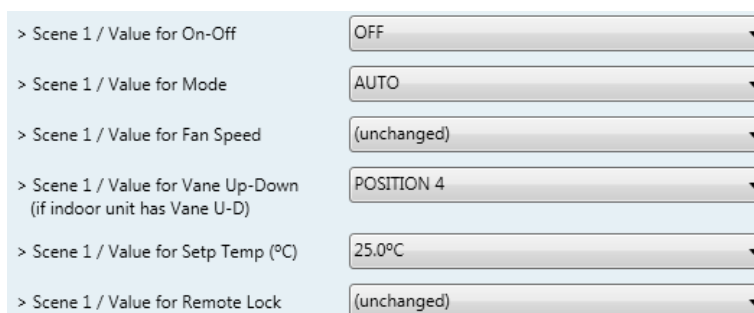 > Scene 1 / Value for On-Off OFF
> Scene 1 / Value for Mode AUTO
> Scene 1 / Value for Fan Speed (unchanged)
> Scene 1 / Value for Vane Up-Down POSITION 4
(if indoor unit has Vane U-D)
> Scene 1 / Value for Setp Temp (ºC) 25.0ºC
> Scene 1 / Value for Remote Lock (unchanged)